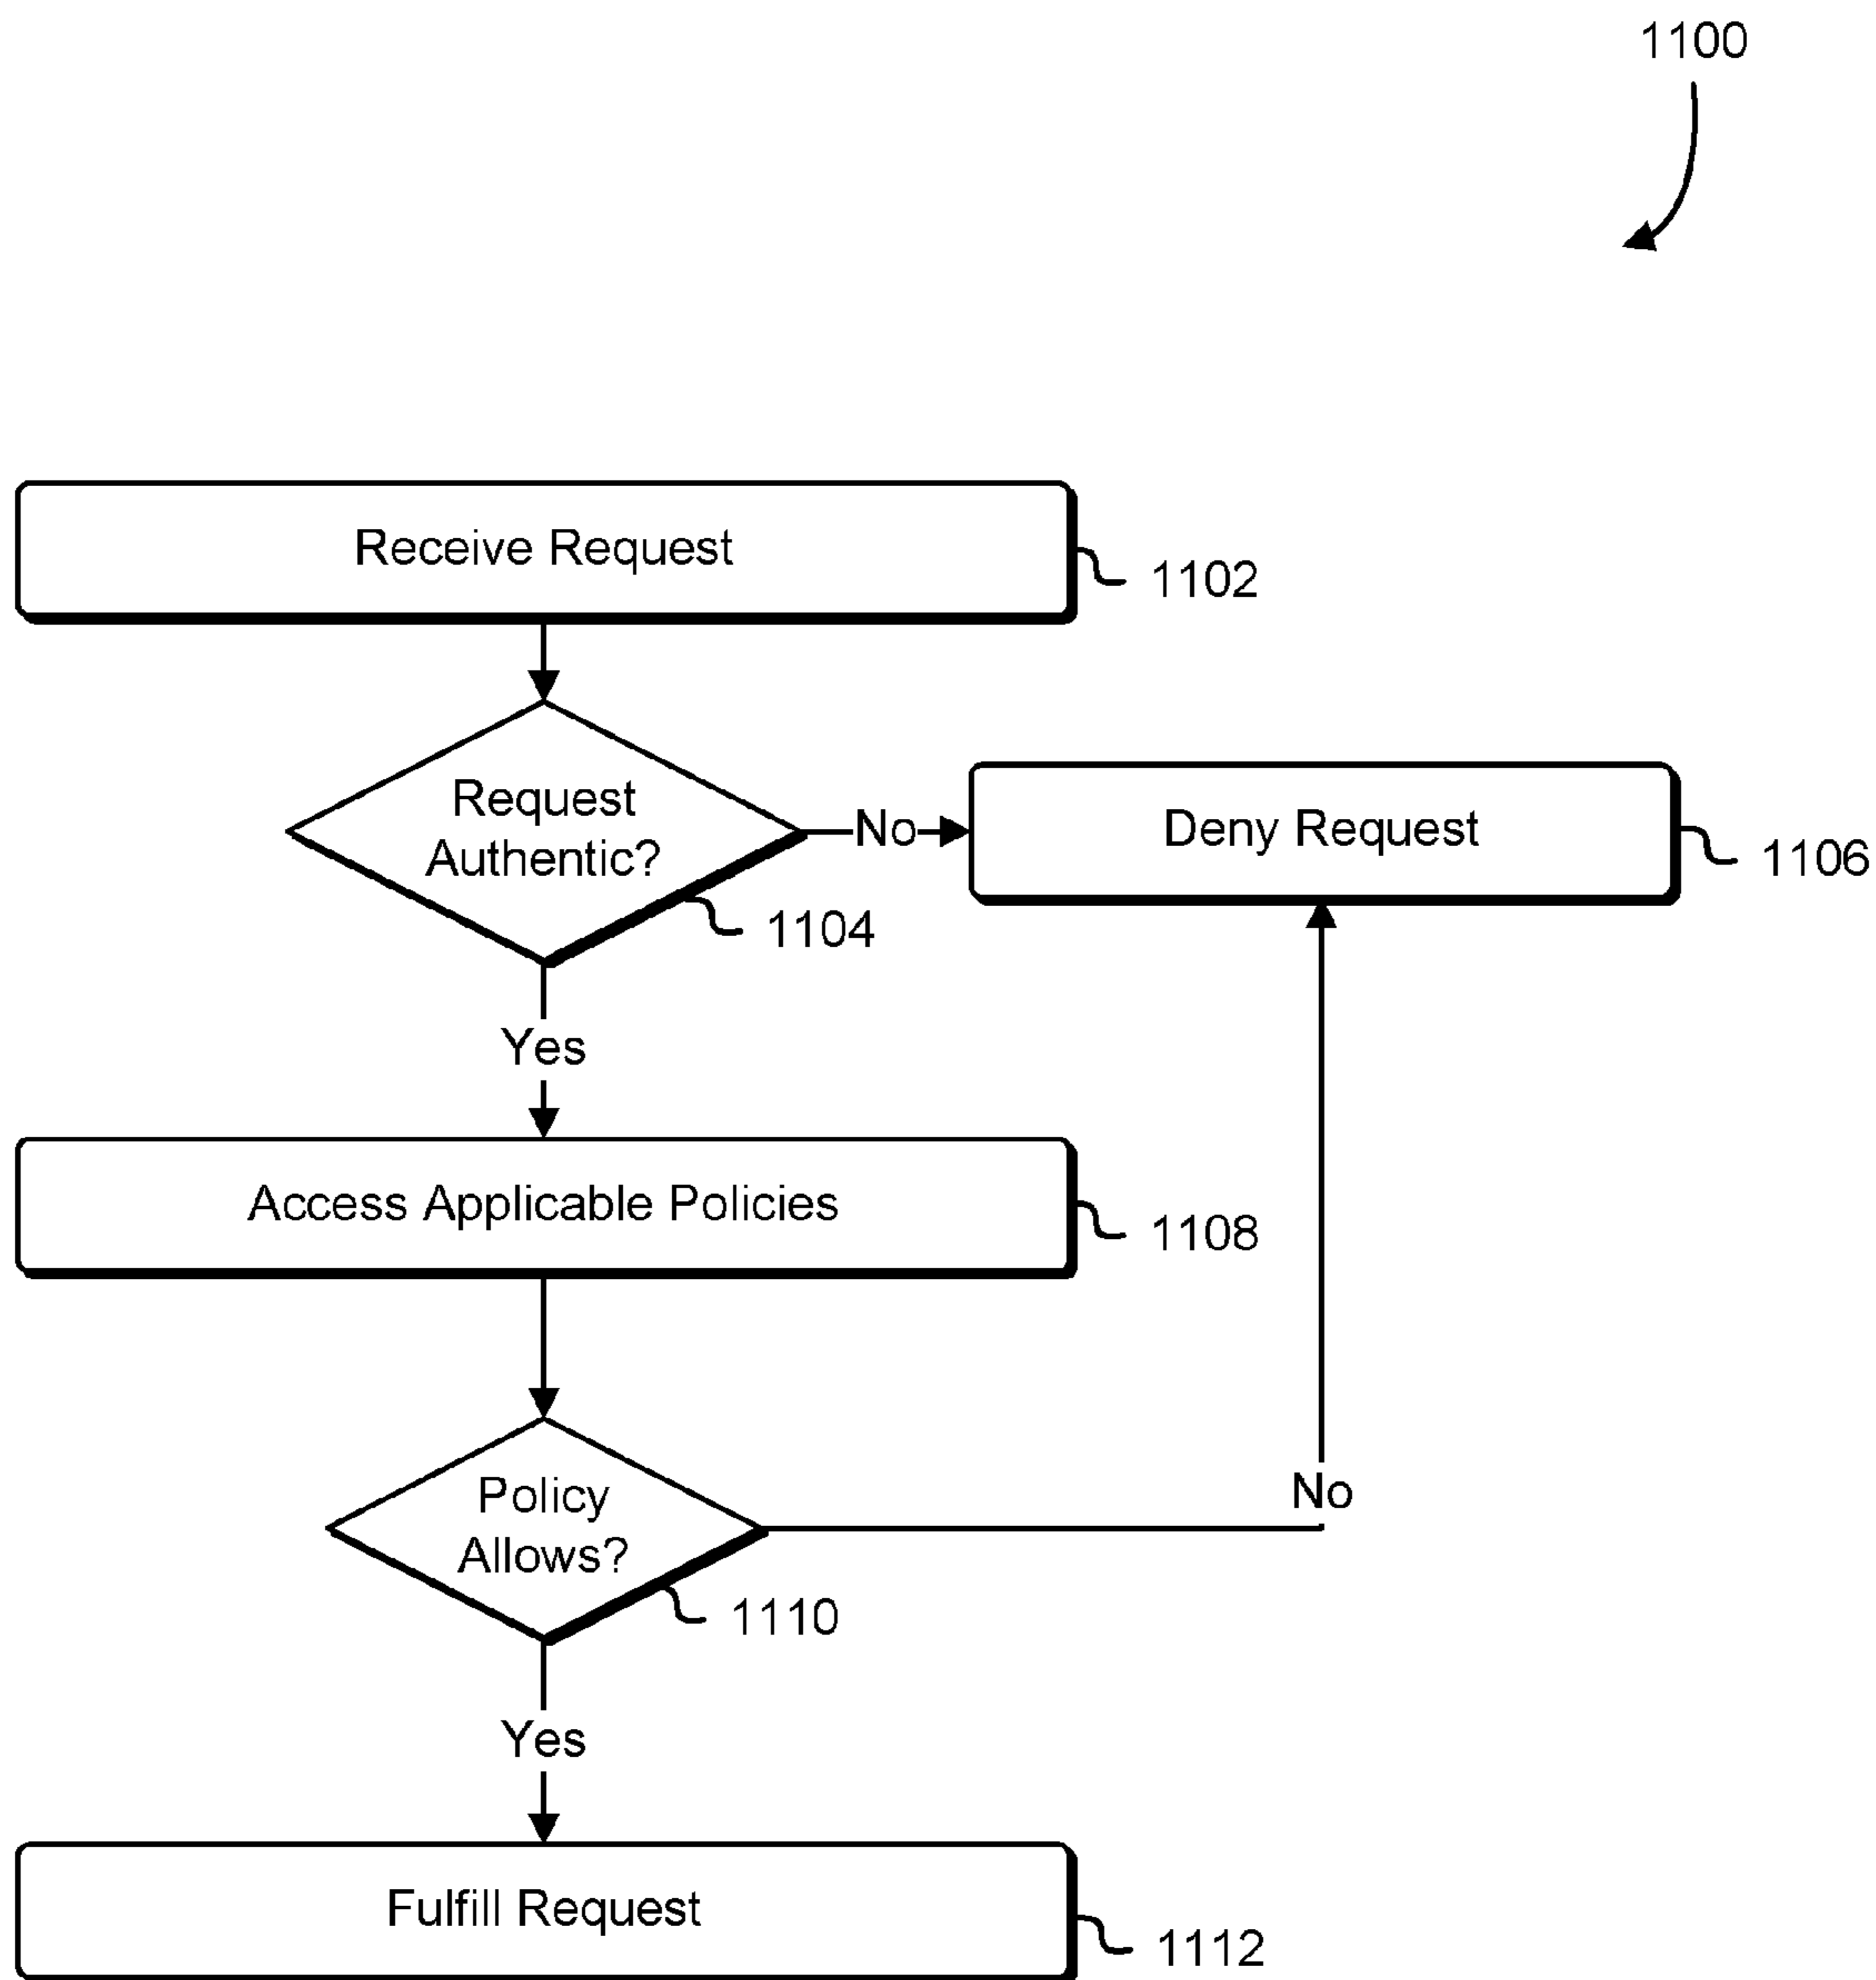 1100
Receive Request
1102
Request
Authentic?
No
Deny Request
1106
1104
Yes
Access Applicable Policies
1108
Policy
Allows?
No
1110
Yes
Fulfill Request
1112